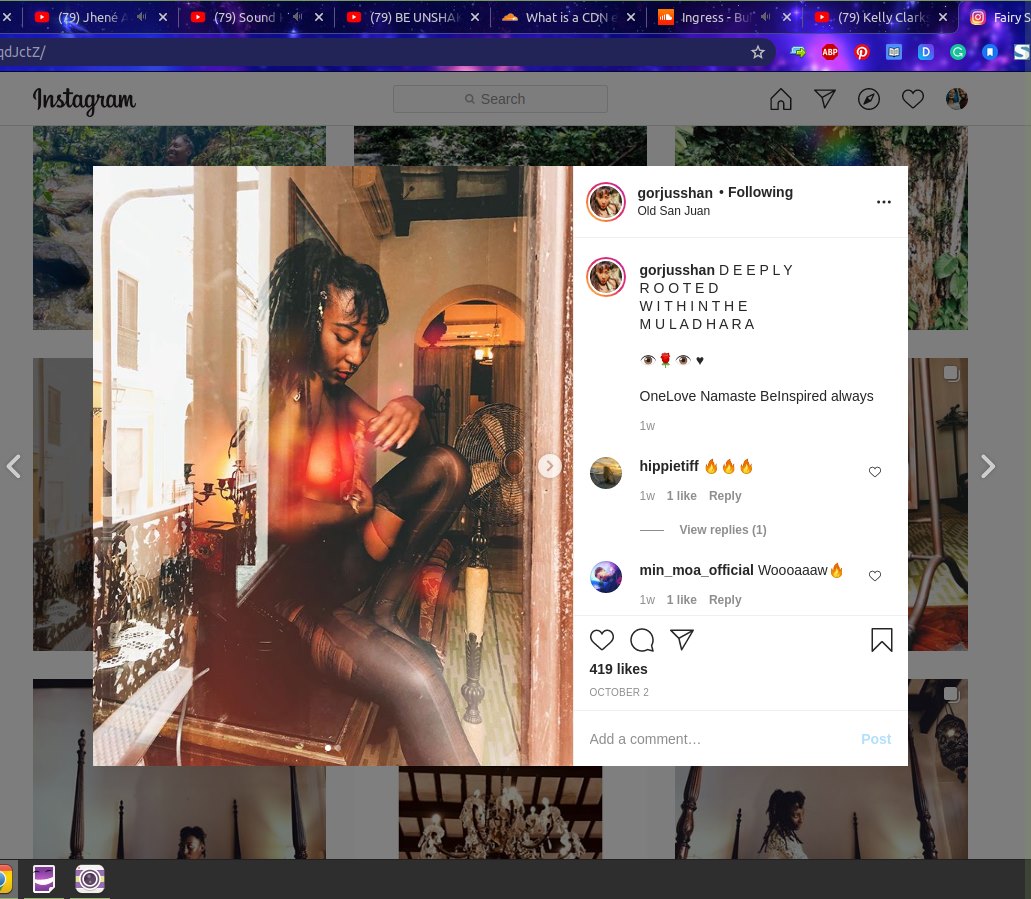 (79) Jhené A
(79) Sound
(79) BE UNSHA
What is a CDN
Ingress - Bu
(79) Kelly Clark
Fairy S
qdJctZ/
ABP
D
G
S
Instagram
Search
gorjusshan • Following
Old San Juan
gorjusshan D E E P L Y
R O O T E D
W I T H I N T H E
M U L A D H A R A
👁️🌹👁️ ♥
OneLove Namaste BeInspired always
1w
hippietiff 🔥🔥🔥
1w 1 like Reply
View replies (1)
min_moa_official Woooaaaw🔥
1w 1 like Reply
419 likes
OCTOBER 2
Add a comment… Post